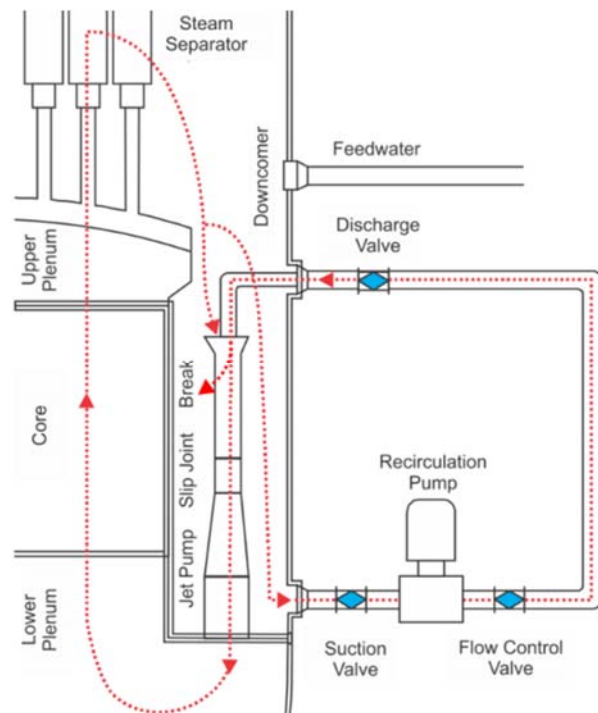 Steam
Separator
Downcomer
Feedwater
Discharge
Valve
Upper
Plenum
Break
Core
Slip Joint
Recirculation
Pump
Jet Pump
Lower
Plenum
Suction
Valve
Flow Control
Valve